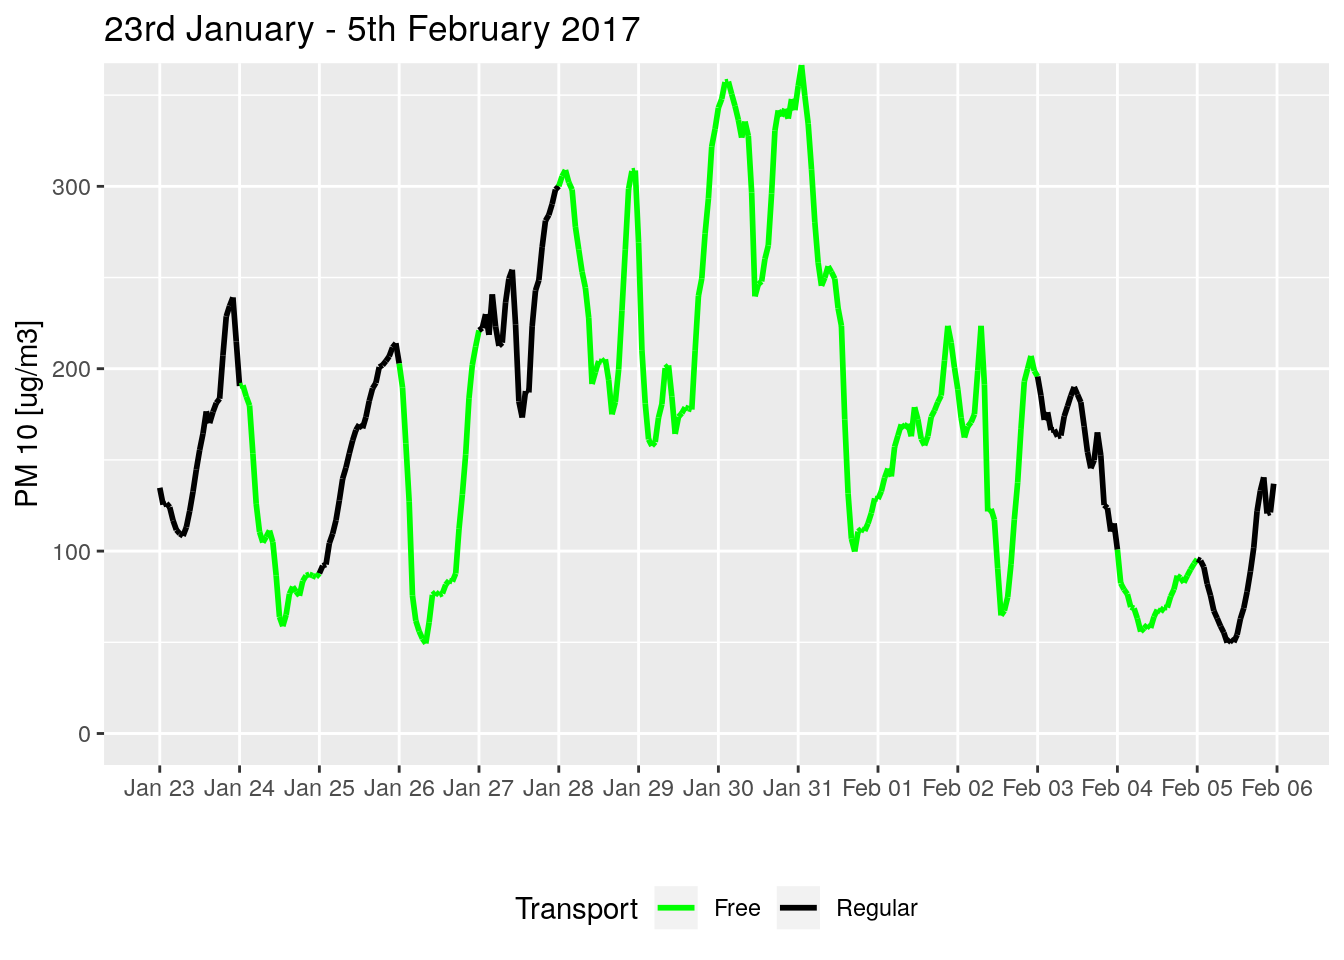 23rd January - 5th February 2017
PM 10 [ug/m3]
300
200
100
0
Jan 23 Jan 24 Jan 25 Jan 26 Jan 27 Jan 28 Jan 29 Jan 30 Jan 31 Feb 01 Feb 02 Feb 03 Feb 04 Feb 05 Feb 06
Transport Free Regular